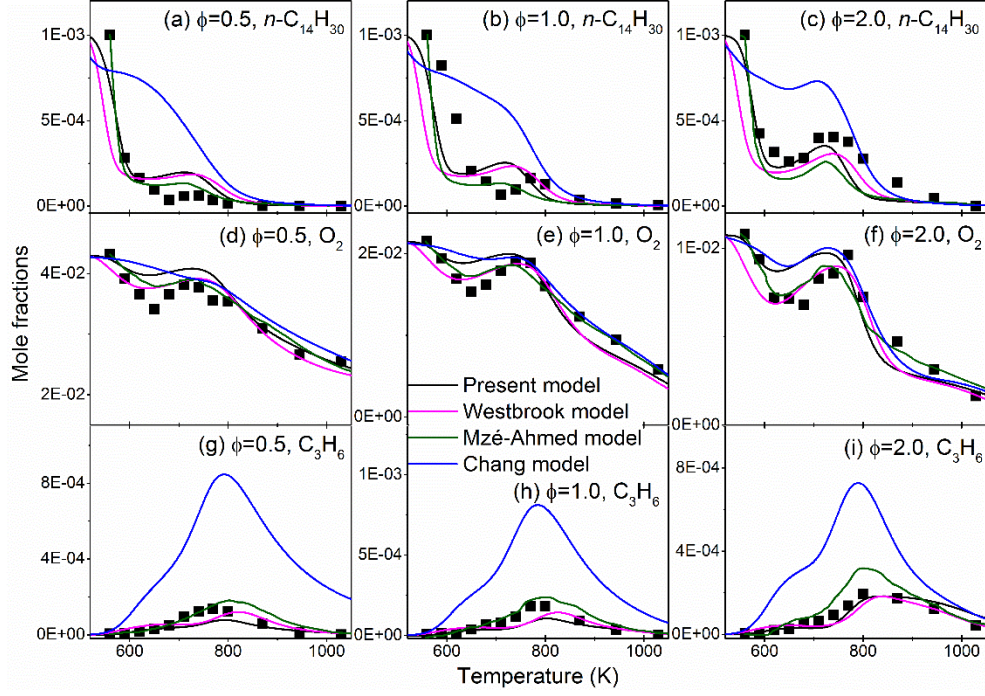 (a) ϕ=0.5, n-C₁₄H₃₀
(b) ϕ=1.0, n-C₁₄H₃₀
(c) ϕ=2.0, n-C₁₄H₃₀
1E-03
5E-04
0E+00
1E-03
5E-04
0E+00
1E-03
5E-04
0E+00
(d) ϕ=0.5, O₂
(e) ϕ=1.0, O₂
(f) ϕ=2.0, O₂
4E-02
2E-02
2E-02
0E+00
1E-02
0E+00
Mole fractions
Present model
Westbrook model
Mzé-Ahmed model
Chang model
(g) ϕ=0.5, C₃H₆
(h) ϕ=1.0, C₃H₆
(i) ϕ=2.0, C₃H₆
8E-04
4E-04
0E+00
1E-03
5E-04
0E+00
8E-04
4E-04
0E+00
600 800 1000
600 800 1000
600 800 1000
Temperature (K)